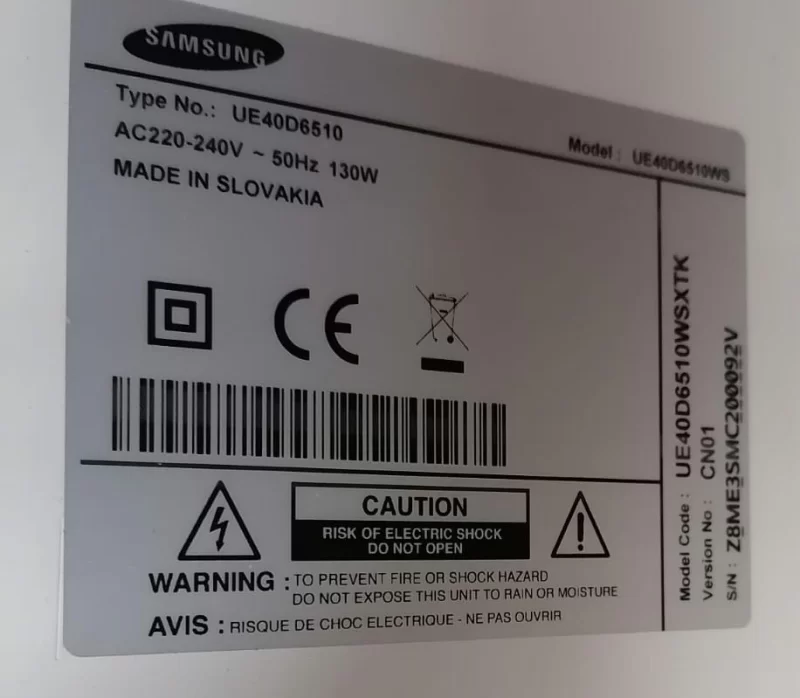 SAMSUNG
Type No.: UE40D6510
Model : UE40D6510WS
AC220-240V ~ 50Hz 130W
MADE IN SLOVAKIA
CE
Model Code : UE40D6510WSXTK
Version No : CN01
S/N : Z8ME3SMC200092V
CAUTION
RISK OF ELECTRIC SHOCK
DO NOT OPEN
WARNING : TO PREVENT FIRE OR SHOCK HAZARD
DO NOT EXPOSE THIS UNIT TO RAIN OR MOISTURE
AVIS : RISQUE DE CHOC ELECTRIQUE - NE PAS OUVRIR